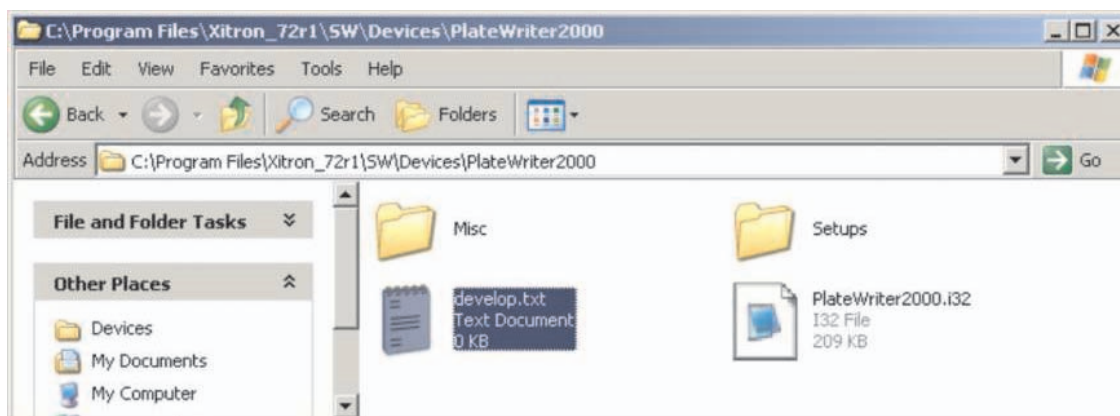 C:\Program Files\Xitron_72r1\SW\Devices\PlateWriter2000
File Edit View Favorites Tools Help
Back Search Folders
Address C:\Program Files\Xitron_72r1\SW\Devices\PlateWriter2000 Go
File and Folder Tasks
Other Places
Devices
My Documents
My Computer
Misc
Setups
develop.txt
Text Document
0 KB
PlateWriter2000.i32
I32 File
209 KB